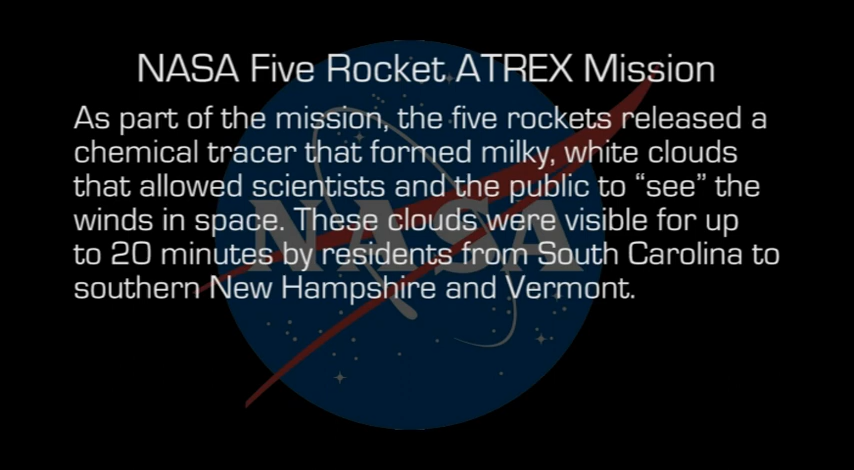 NASA Five Rocket ATREX Mission
As part of the mission, the five rockets released a
chemical tracer that formed milky, white clouds
that allowed scientists and the public to “see” the
winds in space. These clouds were visible for up
to 20 minutes by residents from South Carolina to
southern New Hampshire and Vermont.
NASA